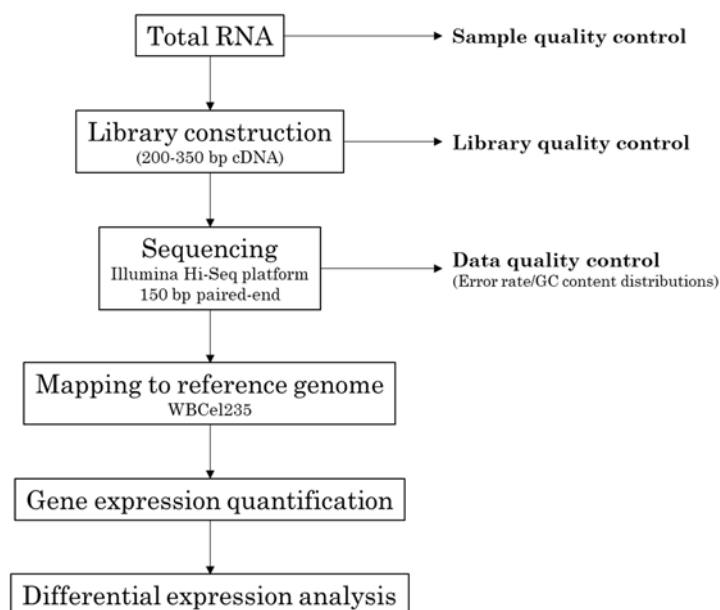 Total RNA
Sample quality control
Library construction
(200-350 bp cDNA)
Library quality control
Sequencing
Illumina Hi-Seq platform
150 bp paired-end
Data quality control
(Error rate/GC content distributions)
Mapping to reference genome
WBCel235
Gene expression quantification
Differential expression analysis